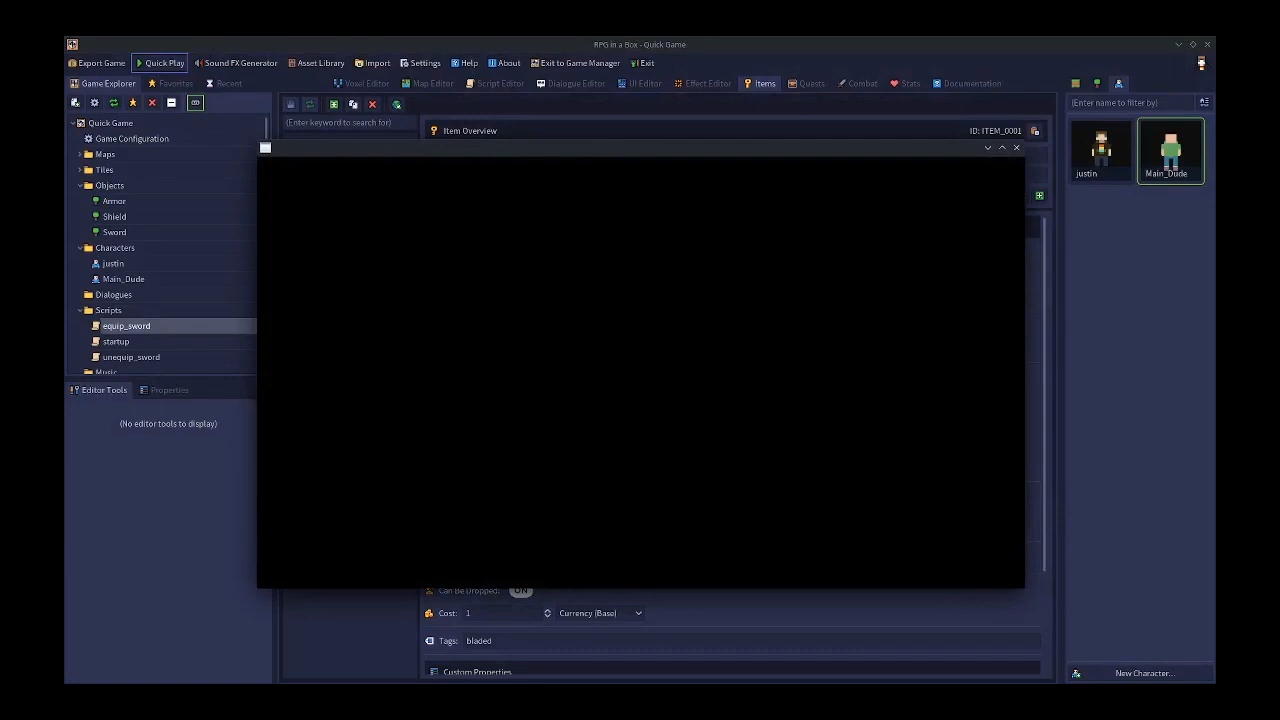 RPG in a Box - Quick Game
Export Game Quick Play Sound FX Generator Asset Library Import Settings Help About Exit to Game Manager Exit
Game Explorer Favorites Recent Voxel Editor Map Editor Script Editor Dialogue Editor UI Editor Effect Editor Items Quests Combat Stats Documentation
(Enter name to filter by)
(Enter keyword to search for)
Quick Game
Game Configuration
Maps
Tiles
Objects
Armor
Shield
Sword
Characters
justin
Main_Dude
Dialogues
Scripts
equip_sword
startup
unequip_sword
Music
Editor Tools Properties
(No editor tools to display)
Item Overview ID: ITEM_0001
Can Be Dropped: ON
Cost: 1 Currency (Base)
Tags: bladed
Custom Properties
justin Main_Dude
New Character...